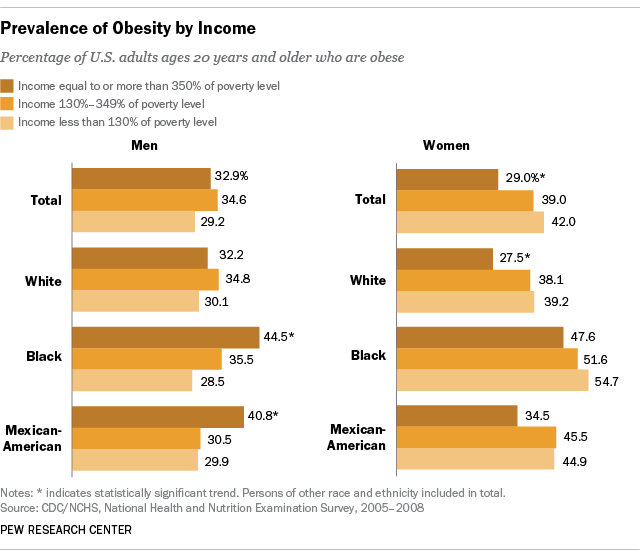 Prevalence of Obesity by Income
Percentage of U.S. adults ages 20 years and older who are obese
Income equal to or more than 350% of poverty level
Income 130%–349% of poverty level
Income less than 130% of poverty level
Men
Total
32.9%
34.6
29.2
White
32.2
34.8
30.1
Black
44.5*
35.5
28.5
Mexican-
American
40.8*
30.5
29.9
Women
Total
29.0%*
39.0
42.0
White
27.5*
38.1
39.2
Black
47.6
51.6
54.7
Mexican-
American
34.5
45.5
44.9
Notes: * indicates statistically significant trend. Persons of other race and ethnicity included in total.
Source: CDC/NCHS, National Health and Nutrition Examination Survey, 2005–2008
PEW RESEARCH CENTER